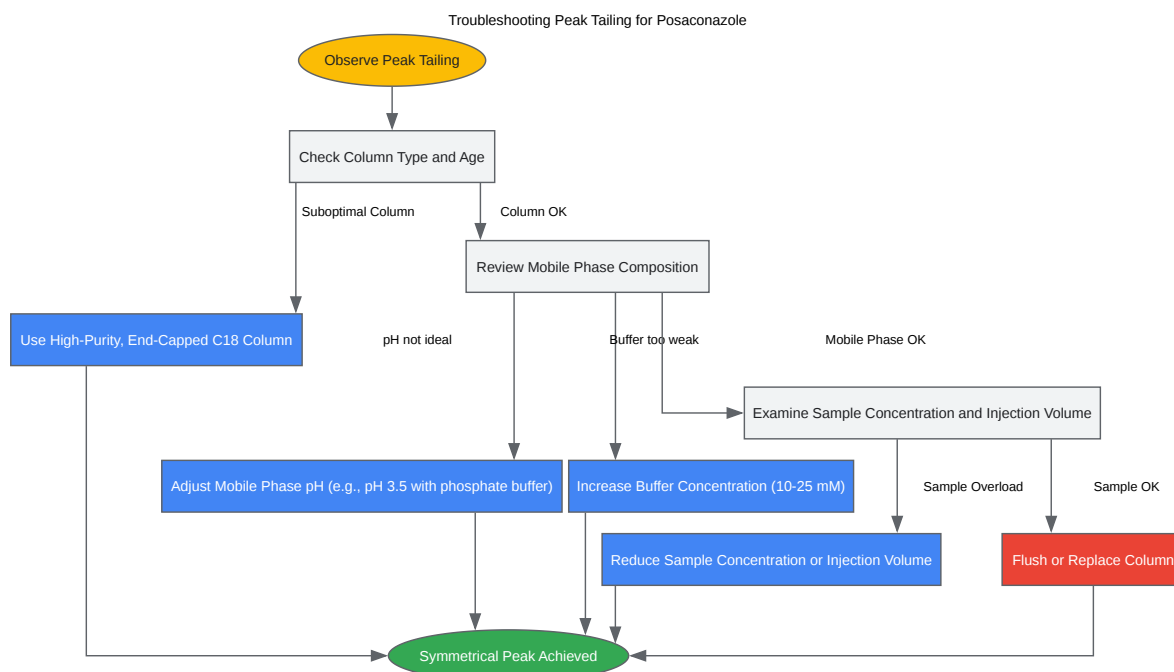 Troubleshooting Peak Tailing for Posaconazole
Observe Peak Tailing
Check Column Type and Age
Suboptimal Column
Column OK
Review Mobile Phase Composition
Use High-Purity, End-Capped C18 Column
pH not ideal
Buffer too weak
Mobile Phase OK
Examine Sample Concentration and Injection Volume
Adjust Mobile Phase pH (e.g., pH 3.5 with phosphate buffer)
Increase Buffer Concentration (10-25 mM)
Sample Overload
Sample OK
Reduce Sample Concentration or Injection Volume
Flush or Replace Column
Symmetrical Peak Achieved